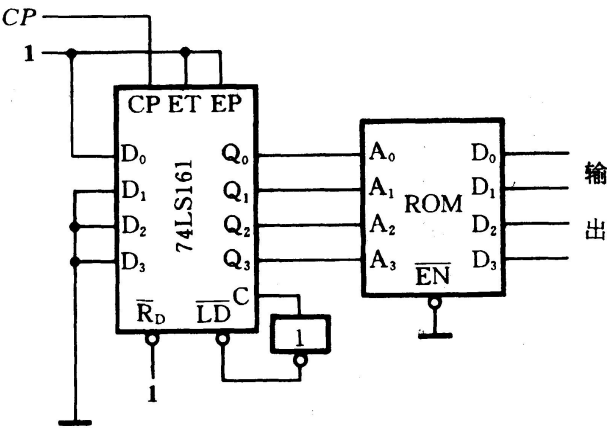 CP
1
CP ET EP
D₀ Q₀ A₀ D₀
D₁ Q₁ A₁ D₁
D₂ Q₂ A₂ D₂
D₃ Q₃ A₃ D₃
74LS161
ROM
输
出
C
E̅N̅
R̅D L̅D̅
1
1